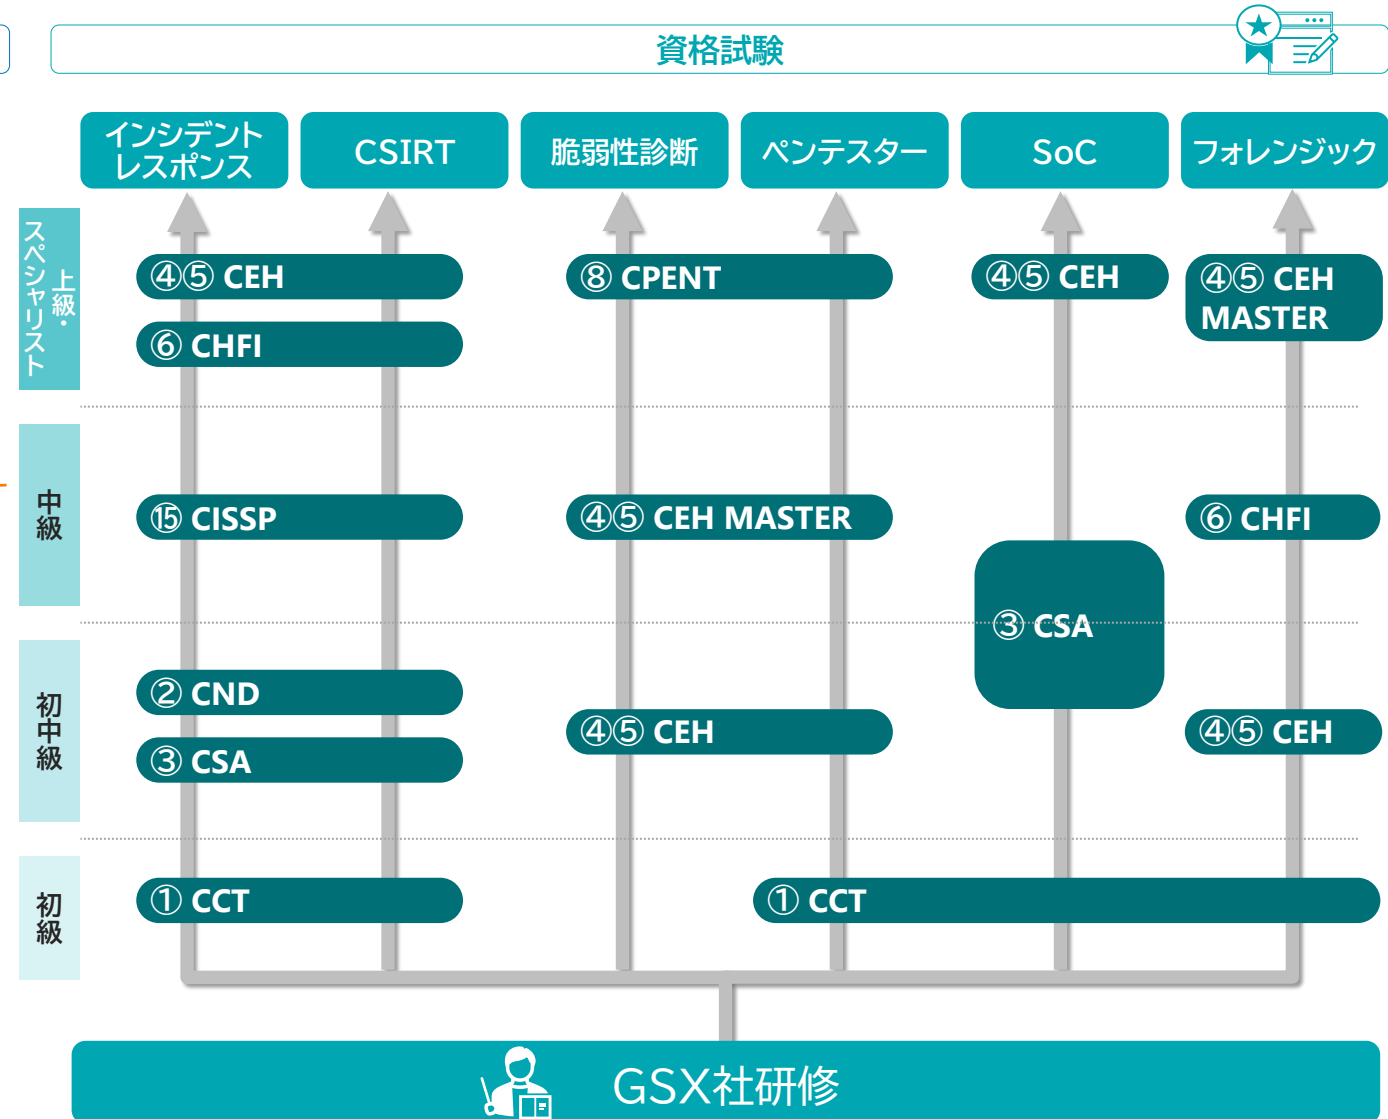 資格試験
インシデント
レスポンス
CSIRT
脆弱性診断
ペンテスター
SoC
フォレンジック
上級・
スペシャリスト
④⑤ CEH
⑧ CPENT
④⑤ CEH
④⑤ CEH
MASTER
⑥ CHFI
中級
⑮ CISSP
④⑤ CEH MASTER
⑥ CHFI
③ CSA
初中級
② CND
④⑤ CEH
④⑤ CEH
③ CSA
初級
① CCT
① CCT
GSX社研修